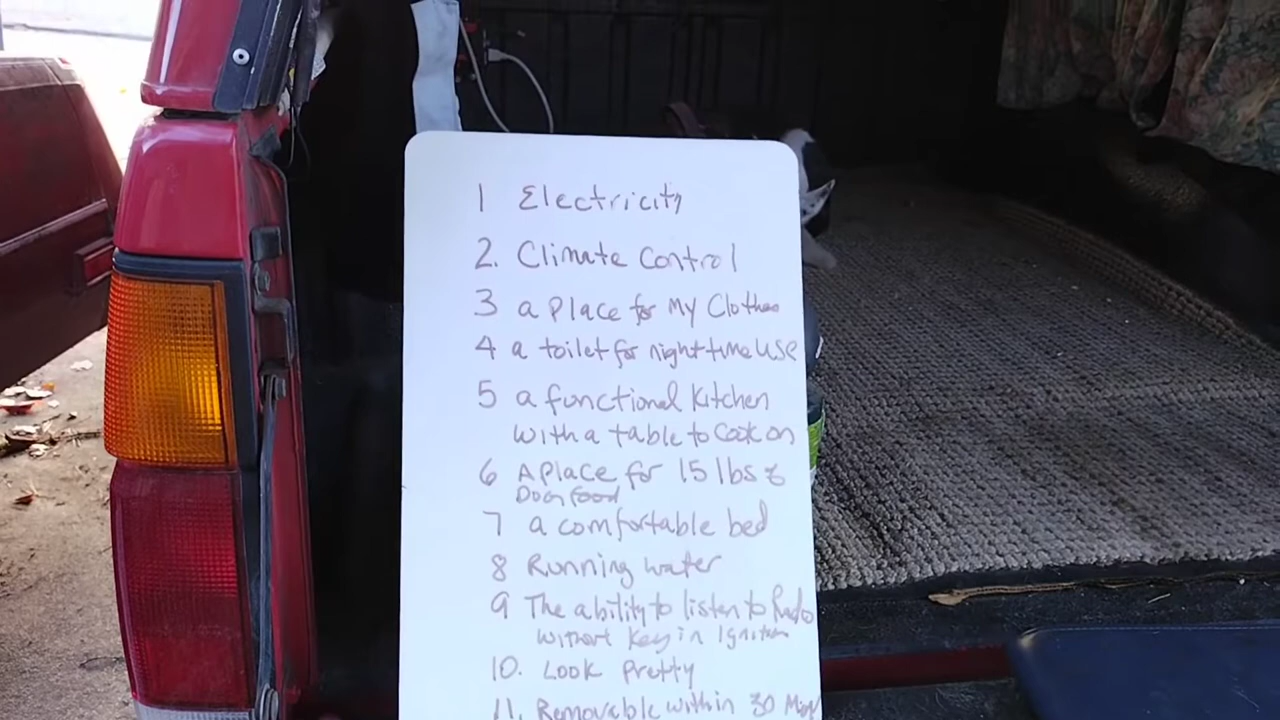 1 Electricity
2. Climate Control
3 a Place for My Clothes
4 a toilet for night time use
5 a functional Kitchen
with a table to Cook on
6 A Place for 15 lbs
Dog food
7 a comfortable bed
8 Running water
9 The ability to listen to Radio
without Key in Ignition
10. Look Pretty
11. Removable within 30